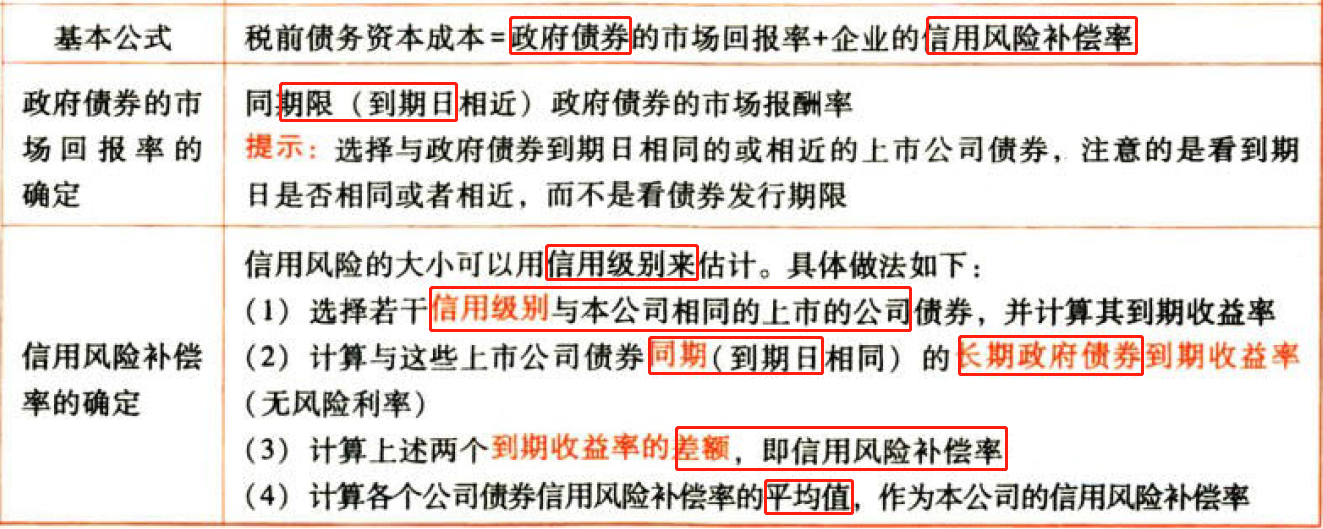 基本公式
税前债务资本成本=政府债券的市场回报率+企业的信用风险补偿率
政府债券的市
场回报率的
确定
同期限(到期日相近)政府债券的市场报酬率
提示:选择与政府债券到期日相同的或相近的上市公司债券,注意的是看到期
日是否相同或者相近,而不是看债券发行期限
信用风险补偿
率的确定
信用风险的大小可以用信用级别来估计。具体做法如下:
(1)选择若干信用级别与本公司相同的上市的公司债券,并计算其到期收益率
(2)计算与这些上市公司债券同期(到期日相同)的长期政府债券到期收益率
(无风险利率)
(3)计算上述两个到期收益率的差额,即信用风险补偿率
(4)计算各个公司债券信用风险补偿率的平均值,作为本公司的信用风险补偿率